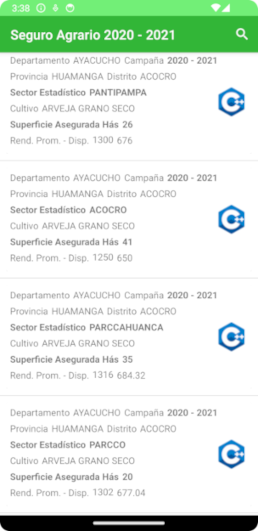 3:38
Seguro Agrario 2020 - 2021
Departamento AYACUCHO Campaña 2020 - 2021
Provincia HUAMANGA Distrito ACOCRO
Sector Estadístico PANTIPAMPA
Cultivo ARVEJA GRANO SECO
Superficie Asegurada Hás 26
Rend. Prom. - Disp. 1300 676
Departamento AYACUCHO Campaña 2020 - 2021
Provincia HUAMANGA Distrito ACOCRO
Sector Estadístico ACOCRO
Cultivo ARVEJA GRANO SECO
Superficie Asegurada Hás 41
Rend. Prom. - Disp. 1250 650
Departamento AYACUCHO Campaña 2020 - 2021
Provincia HUAMANGA Distrito ACOCRO
Sector Estadístico PARCCAHUANCA
Cultivo ARVEJA GRANO SECO
Superficie Asegurada Hás 35
Rend. Prom. - Disp. 1316 684.32
Departamento AYACUCHO Campaña 2020 - 2021
Provincia HUAMANGA Distrito ACOCRO
Sector Estadístico PARCCO
Cultivo ARVEJA GRANO SECO
Superficie Asegurada Hás 20
Rend. Prom. - Disp. 1302 677.04